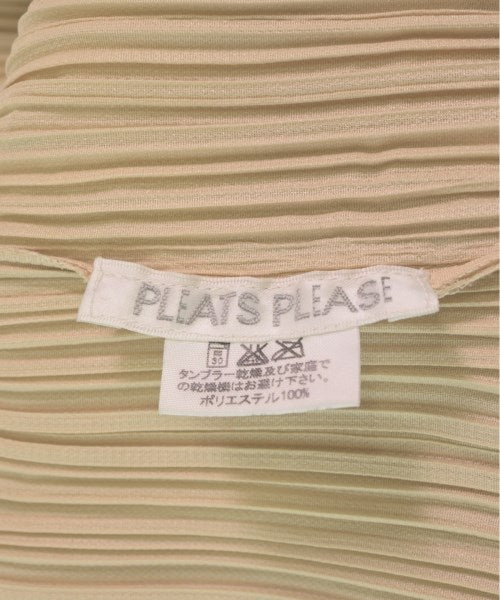 PLEATS PLEASE
タンブラー乾燥及び家庭で
の乾燥機はお避け下さい。
ポリエステル100%